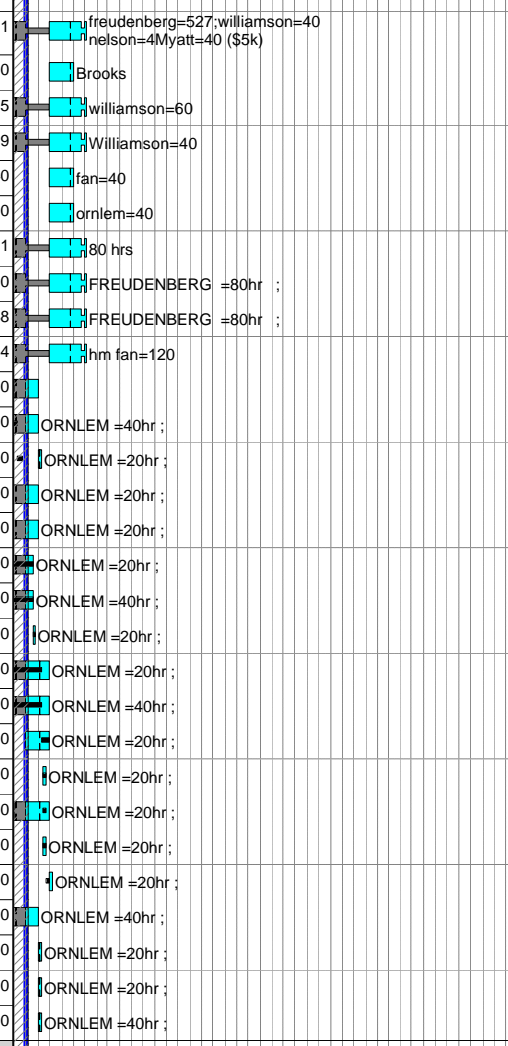 1 freudenberg=527;williamson=40
nelson=4Myatt=40 ($5k)
0 Brooks
5 williamson=60
9 Williamson=40
0 fan=40
0 ornlem=40
1 80 hrs
0 FREUDENBERG =80hr ;
8 FREUDENBERG =80hr ;
4 hm fan=120
0
0 ORNLEM =40hr ;
0 ORNLEM =20hr ;
0 ORNLEM =20hr ;
0 ORNLEM =20hr ;
0 ORNLEM =20hr ;
0 ORNLEM =40hr ;
0 ORNLEM =20hr ;
0 ORNLEM =20hr ;
0 ORNLEM =40hr ;
0 ORNLEM =20hr ;
0 ORNLEM =20hr ;
0 ORNLEM =20hr ;
0 ORNLEM =20hr ;
0 ORNLEM =20hr ;
0 ORNLEM =40hr ;
0 ORNLEM =20hr ;
0 ORNLEM =20hr ;
0 ORNLEM =40hr ;